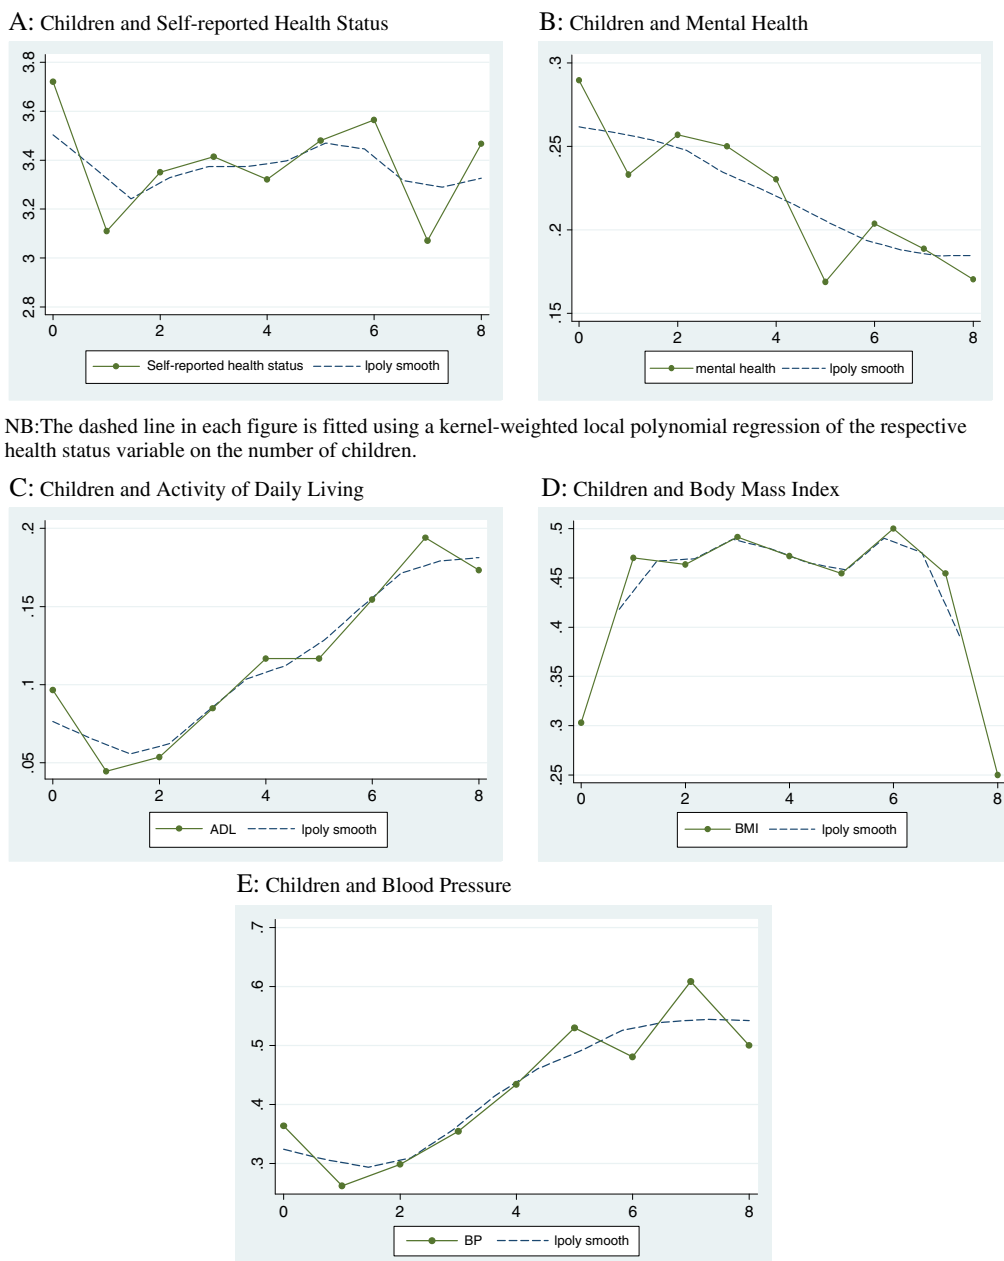 A: Children and Self-reported Health Status
B: Children and Mental Health
3.8
3.6
3.4
3.2
3
2.8
0 2 4 6 8
Self-reported health status lpoly smooth
.3
.25
.2
.15
0 2 4 6 8
mental health lpoly smooth
NB:The dashed line in each figure is fitted using a kernel-weighted local polynomial regression of the respective
health status variable on the number of children.
C: Children and Activity of Daily Living
D: Children and Body Mass Index
.2
.15
.1
.05
0 2 4 6 8
ADL lpoly smooth
.5
.45
.4
.35
.3
.25
0 2 4 6 8
BMI lpoly smooth
E: Children and Blood Pressure
.7
.6
.5
.4
.3
0 2 4 6 8
BP lpoly smooth